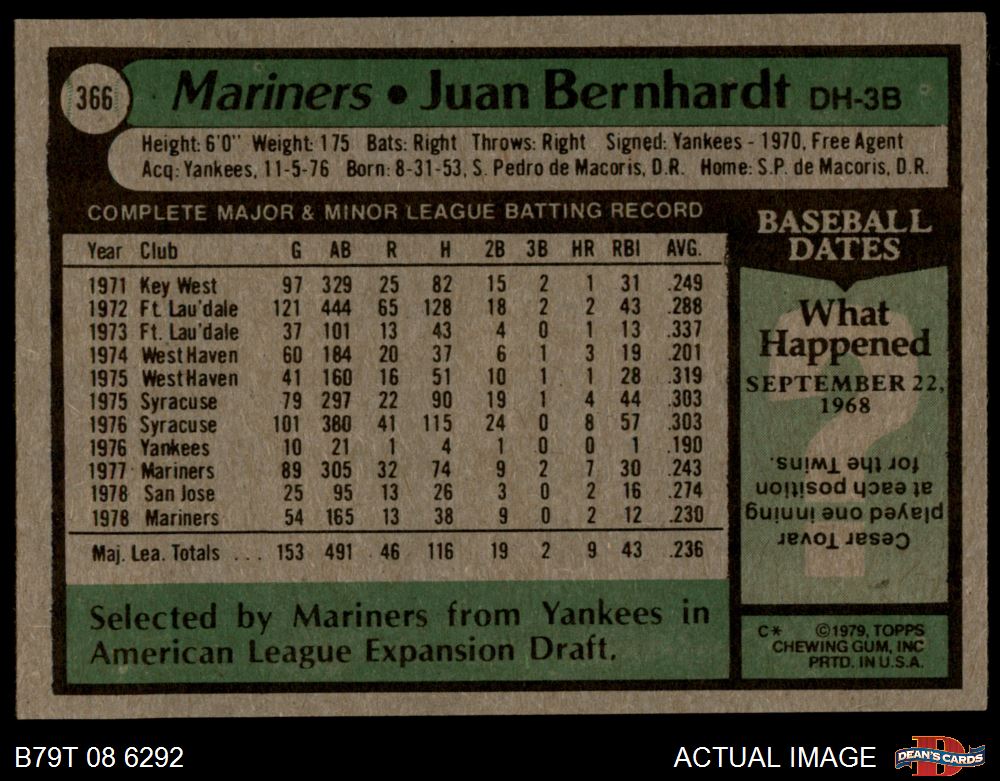 366 Mariners • Juan Bernhardt DH-3B
Height: 6'0" Weight: 175 Bats: Right Throws: Right Signed: Yankees - 1970, Free Agent
Acq: Yankees, 11-5-76 Born: 8-31-53, S. Pedro de Macoris, D.R. Home: S.P. de Macoris, D.R.
COMPLETE MAJOR & MINOR LEAGUE BATTING RECORD
Year Club G AB R H 2B 3B HR RBI AVG.
1971 Key West 97 329 25 82 15 2 1 31 .249
1972 Ft. Lau'dale 121 444 65 128 18 2 2 43 .288
1973 Ft. Lau'dale 37 101 13 43 4 0 1 13 .337
1974 West Haven 60 184 20 37 6 1 3 19 .201
1975 West Haven 41 160 16 51 10 1 1 28 .319
1975 Syracuse 79 297 22 90 19 1 4 44 .303
1976 Syracuse 101 380 41 115 24 0 8 57 .303
1976 Yankees 10 21 1 4 1 0 0 1 .190
1977 Mariners 89 305 32 74 9 2 7 30 .243
1978 San Jose 25 95 13 26 3 0 2 16 .274
1978 Mariners 54 165 13 38 9 0 2 12 .230
Maj. Lea. Totals ... 153 491 46 116 19 2 9 43 .236
Selected by Mariners from Yankees in
American League Expansion Draft.
BASEBALL
DATES
What
Happened
SEPTEMBER 22,
1968
Cesar Tovar
played one inning
at each position
for the Twins.
C* ©1979, TOPPS
CHEWING GUM, INC
PRTD. IN U.S.A.
B79T 08 6292
ACTUAL IMAGE
D
DEAN'S CARDS